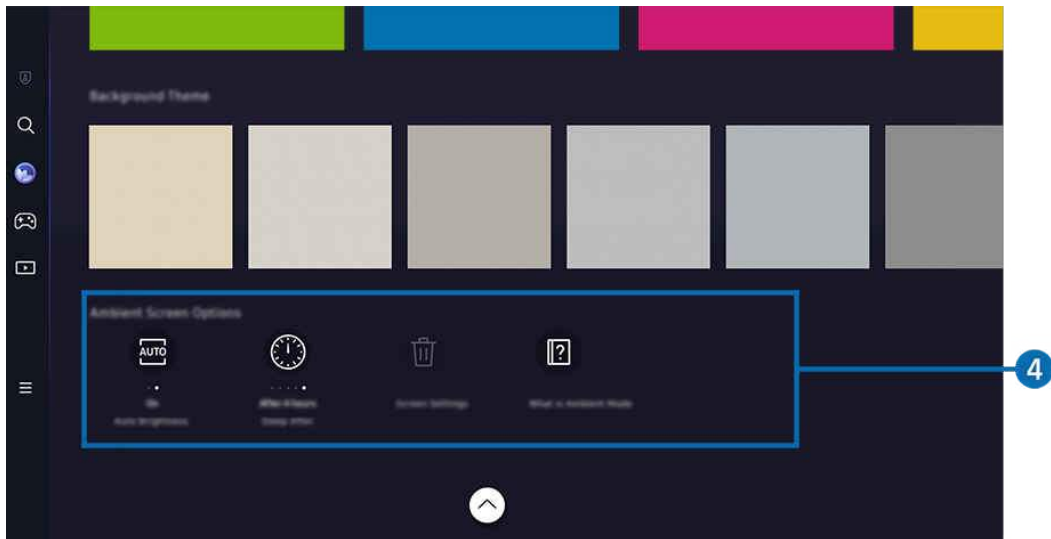 Background Theme
Ambient Screen Options
AUTO
?
On
After 4 hours
Screen Settings
What is Ambient Mode
Auto Brightness
Sleep After
4